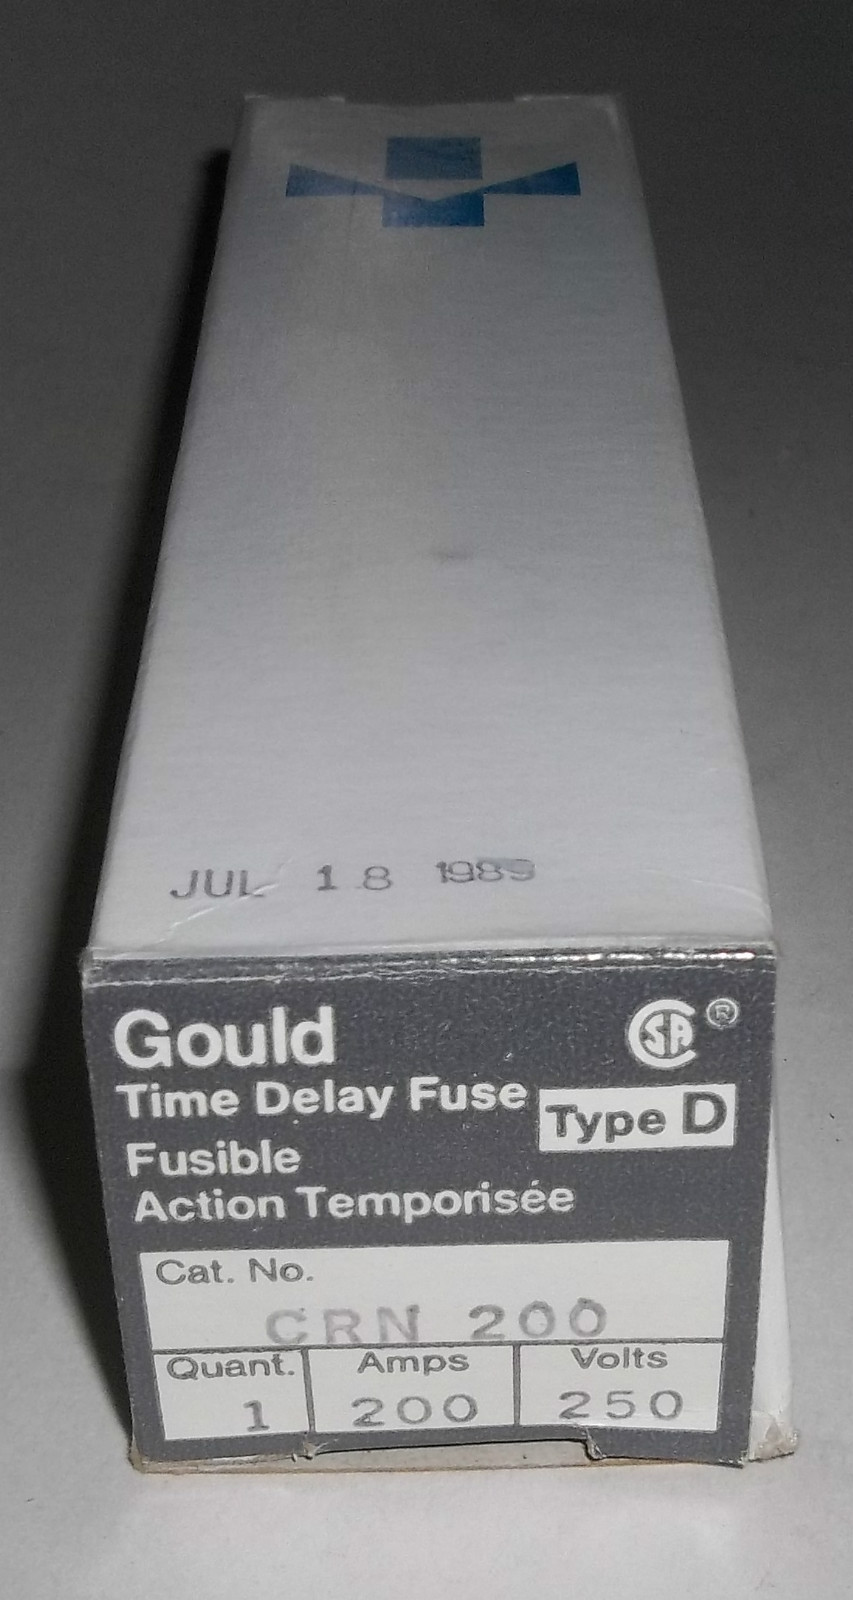 JUL 18 1989
Gould
CSA ®
Time Delay Fuse
Type D
Fusible
Action Temporisée
Cat. No.
CRN 200
Quant. Amps Volts
1 200 250